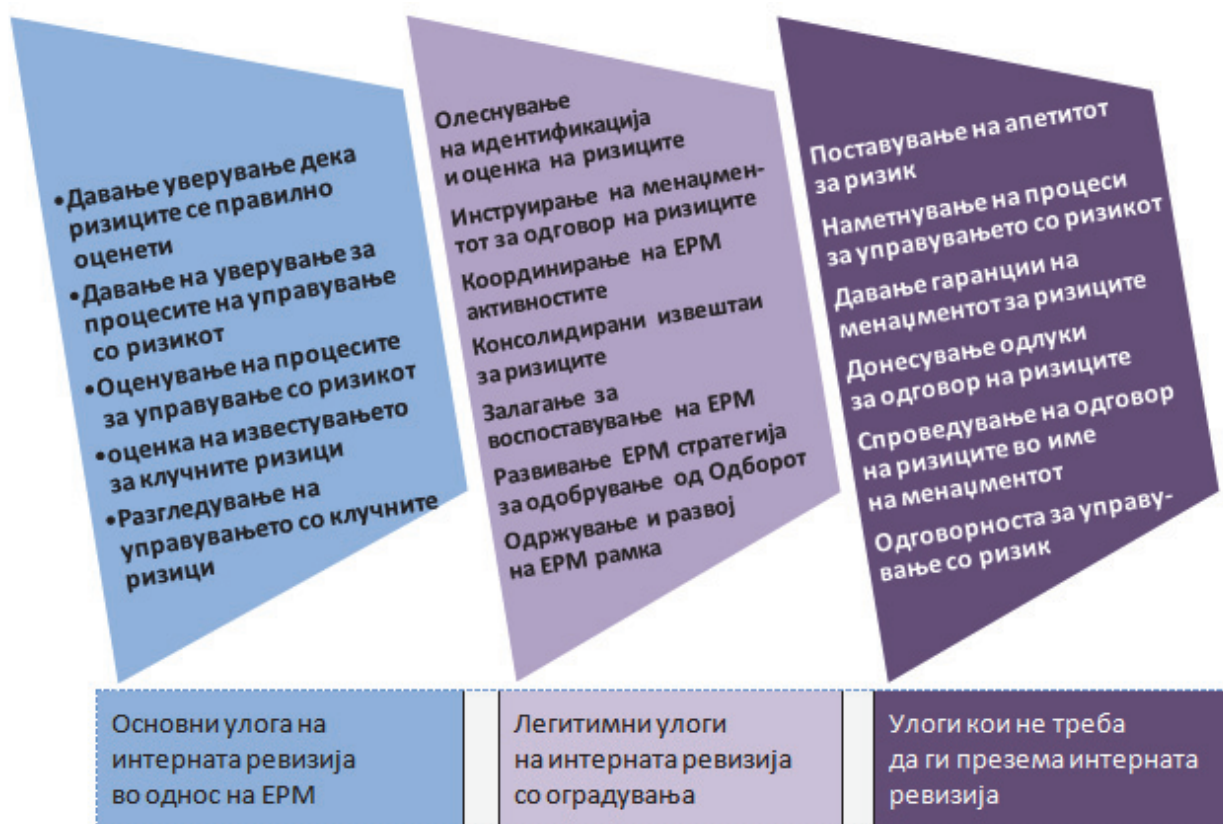 •Давање уверување дека
ризиците се правилно
оценети
•Давање на уверување за
процесите на управување
со ризикот
•Оценување на процесите
за управување со ризикот
•оценка на известувањето
за клучните ризици
•Разгледување на
управувањето со клучните
ризици
Олеснување
на идентификација
и оценка на ризиците
Инструирање на менаџмен-
тот за одговор на ризиците
Координирање на ЕРМ
активностите
Консолидирани извештаи
за ризиците
Залагање за
воспоставување на ЕРМ
Развивање ЕРМ стратегија
за одобрување од Одборот
Одржување и развој
на ЕРМ рамка
Поставување на апетитот
за ризик
Наметнување на процеси
за управувањето со ризикот
Давање гаранции на
менаџментот за ризиците
Донесување одлуки
за одговор на ризиците
Спроведување на одговор
на ризиците во име
на менаџментот
Одговорноста за управу-
вање со ризик
Основни улога на
интерната ревизија
во однос на ЕРМ
Легитимни улоги
на интерната ревизија
со оградувања
Улоги кои не треба
да ги презема интерната
ревизија